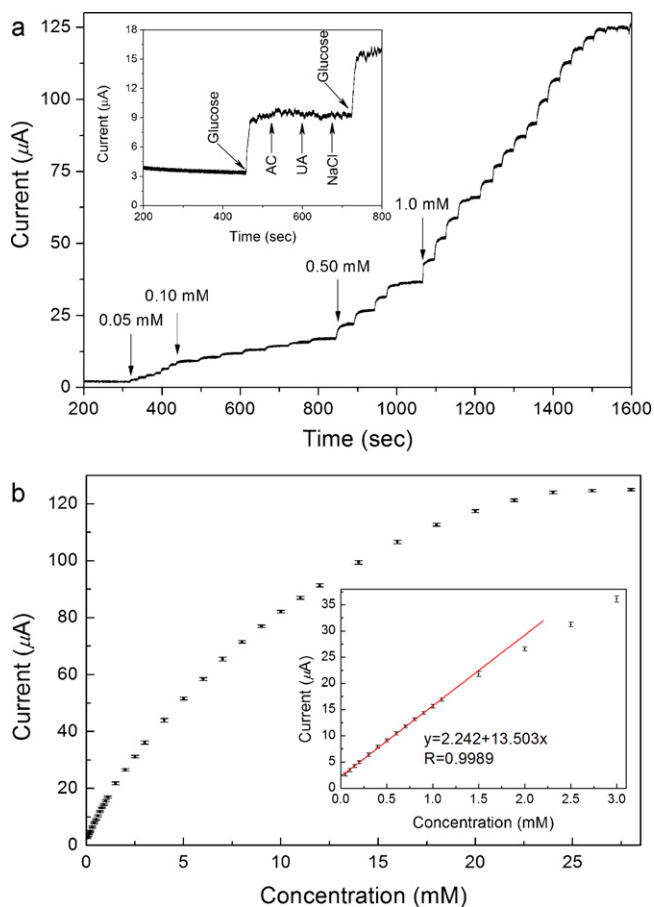 a
125
100
75
50
25
0
Current (μA)
18
15
12
9
6
3
0
Current (μA)
Glucose
AC
UA
NaCl
Glucose
200 400 600 800
Time (sec)
0.05 mM
0.10 mM
0.50 mM
1.0 mM
200 400 600 800 1000 1200 1400 1600
Time (sec)
b
120
100
80
60
40
20
0
Current (μA)
35
30
25
20
15
10
5
0
Current (μA)
y=2.242+13.503x
R=0.9989
0.0 0.5 1.0 1.5 2.0 2.5 3.0
Concentration (mM)
0 5 10 15 20 25
Concentration (mM)